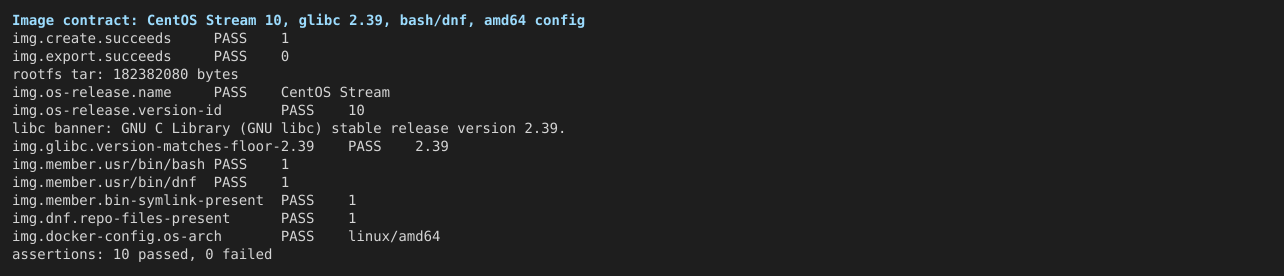 Image contract: CentOS Stream 10, glibc 2.39, bash/dnf, amd64 config
img.create.succeeds     PASS    1
img.export.succeeds     PASS    0
rootfs tar: 182382080 bytes
img.os-release.name     PASS    CentOS Stream
img.os-release.version-id       PASS    10
libc banner: GNU C Library (GNU libc) stable release version 2.39.
img.glibc.version-matches-floor-2.39    PASS    2.39
img.member.usr/bin/bash PASS    1
img.member.usr/bin/dnf  PASS    1
img.member.bin-symlink-present  PASS    1
img.dnf.repo-files-present      PASS    1
img.docker-config.os-arch       PASS    linux/amd64
assertions: 10 passed, 0 failed